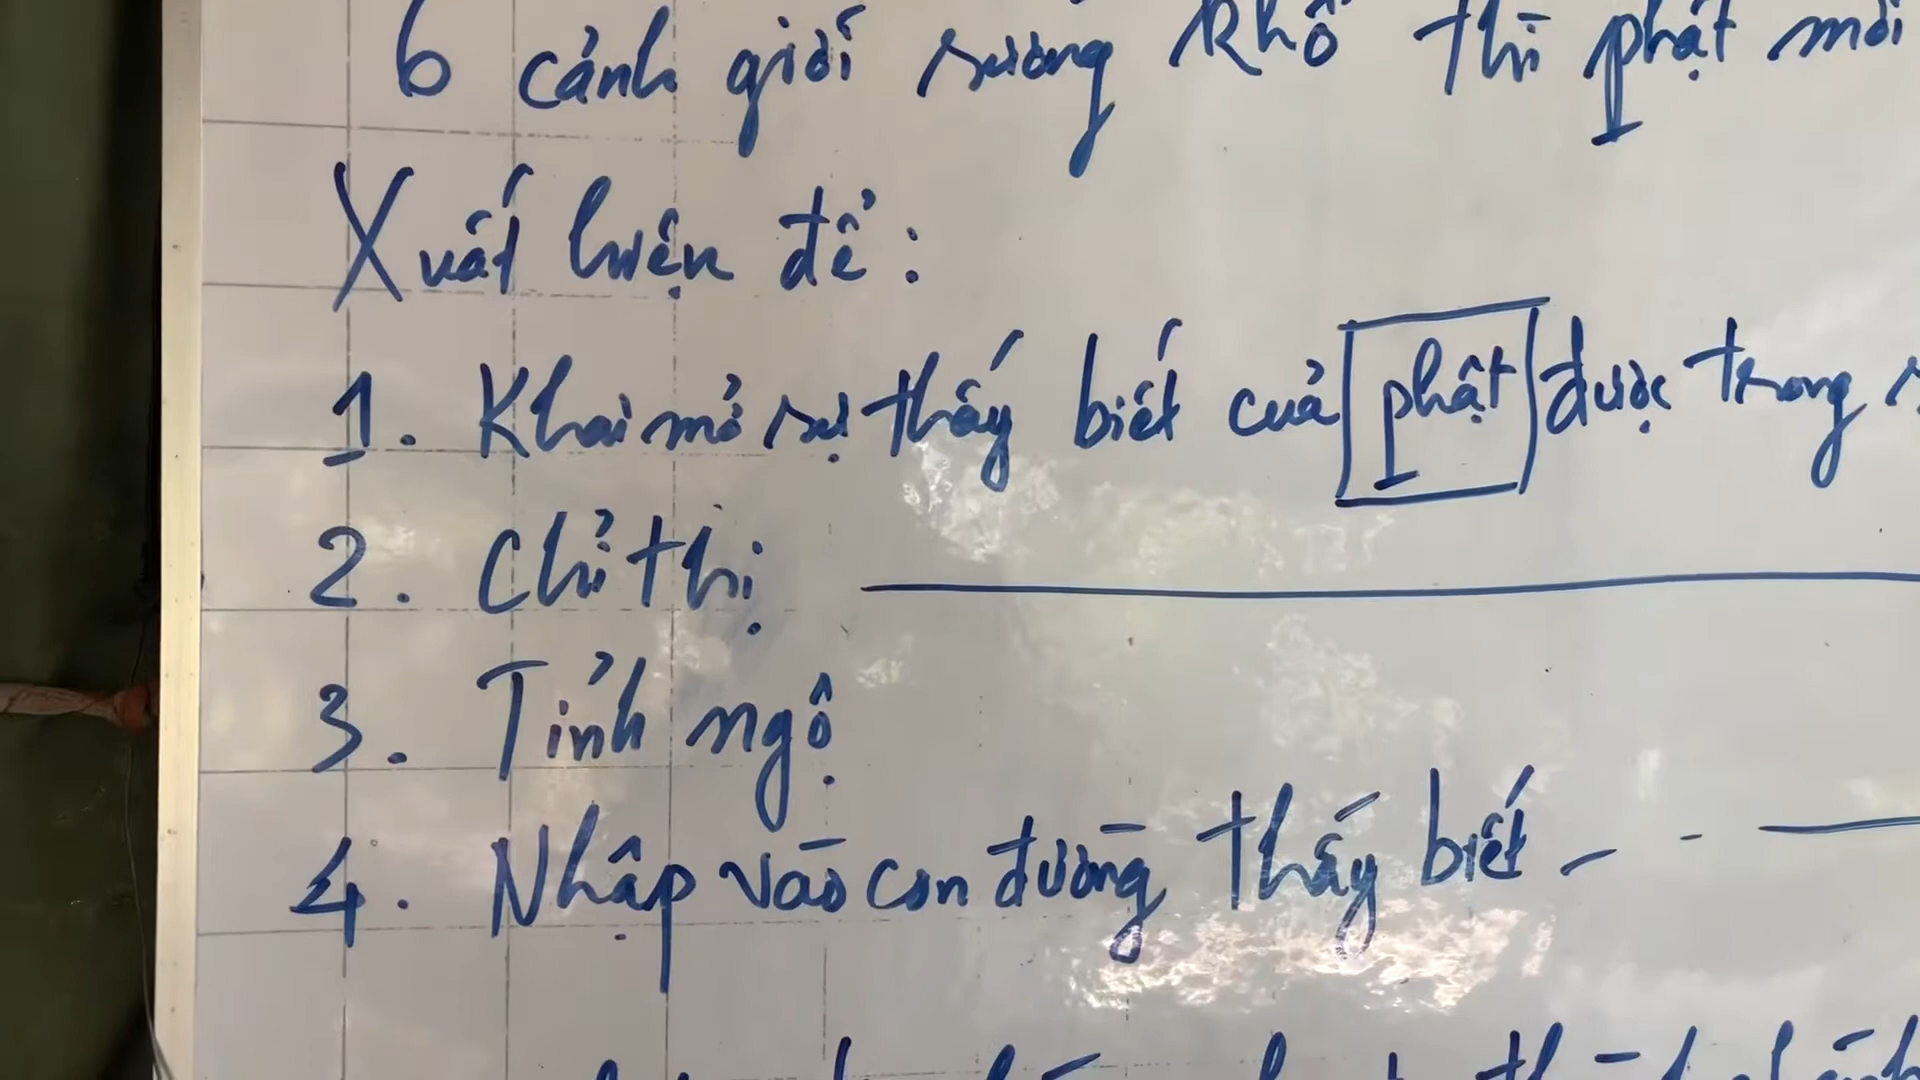 6 cảnh giới sướng khổ thì phật mới
Xuất hiện để:
1. Khai mở sự thấy biết của phật được trong
2. Chỉ thị
3. Tỉnh ngộ
4. Nhập vào con đường thấy biết -